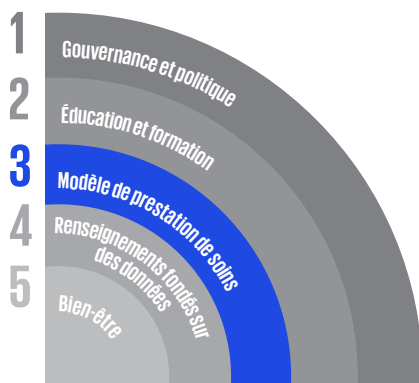 1
Gouvernance et politique
2
Éducation et formation
3
Modèle de prestation de soins
4
Renseignements fondés sur
des données
5
Bien-être